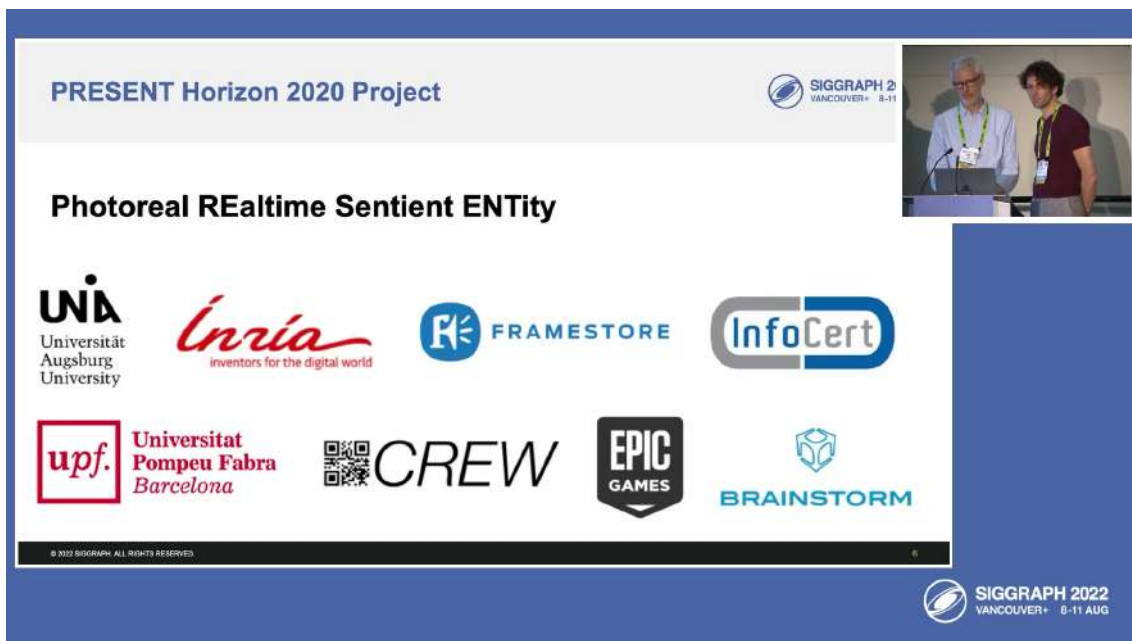 PRESENT Horizon 2020 Project
SIGGRAPH 2
VANCOUVER+ 8-11
Photoreal REaltime Sentient ENTity
UNIA
Universität
Augsburg
University
Inría
inventors for the digital world
FRAMESTORE
InfoCert
upf.
Universitat
Pompeu Fabra
Barcelona
CREW
EPIC
GAMES
BRAINSTORM
© 2022 SIGGRAPH. ALL RIGHTS RESERVED.
6
SIGGRAPH 2022
VANCOUVER+ 8-11 AUG